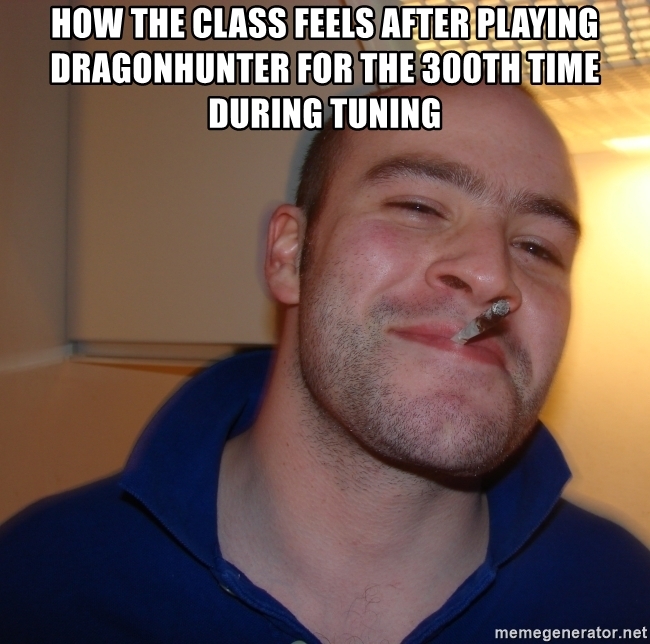 HOW THE CLASS FEELS AFTER PLAYING
DRAGONHUNTER FOR THE 300TH TIME
DURING TUNING
memegenerator.net